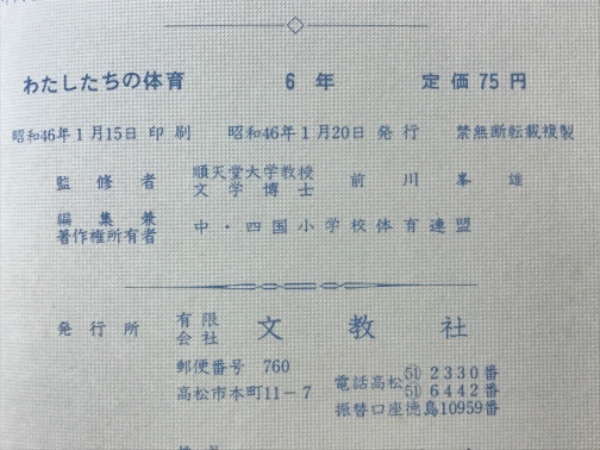 わたしたちの体育 6年 定価75円
昭和46年1月15日 印刷 昭和46年1月20日 発行 禁無断転載複製
監修者 順天堂大学教授 文学博士 前川峯雄
編集兼
著作権所有者 中・四国小学校体育連盟
発行所 有限会社 文教社
郵便番号 760
高松市本町11-7
電話高松 51 2330番
51 6442番
振替口座徳島10959番